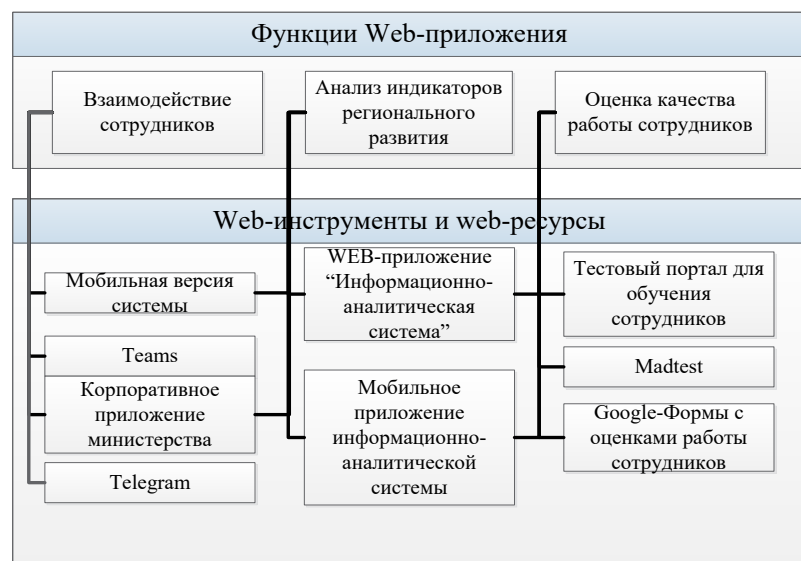 Функции Web-приложения
Взаимодействие
сотрудников
Анализ индикаторов
регионального
развития
Оценка качества
работы сотрудников
Web-инструменты и web-ресурсы
Мобильная версия
системы
Teams
Корпоративное
приложение
министерства
Telegram
WEB-приложение
“Информационно-
аналитическая
система”
Мобильное
приложение
информационно-
аналитической
системы
Тестовый портал для
обучения
сотрудников
Madtest
Google-Формы с
оценками работы
сотрудников